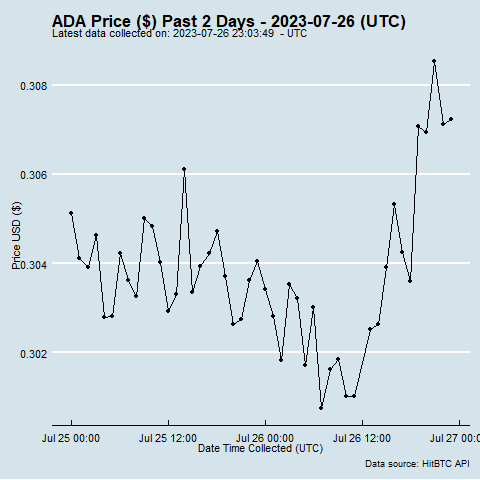 ADA Price ($) Past 2 Days - 2023-07-26 (UTC)
Latest data collected on: 2023-07-26 23:03:49 - UTC
0.308
0.306
0.304
0.302
Price USD ($)
Jul 25 00:00 Jul 25 12:00 Jul 26 00:00 Jul 26 12:00 Jul 27 00:00
Date Time Collected (UTC)
Data source: HitBTC API